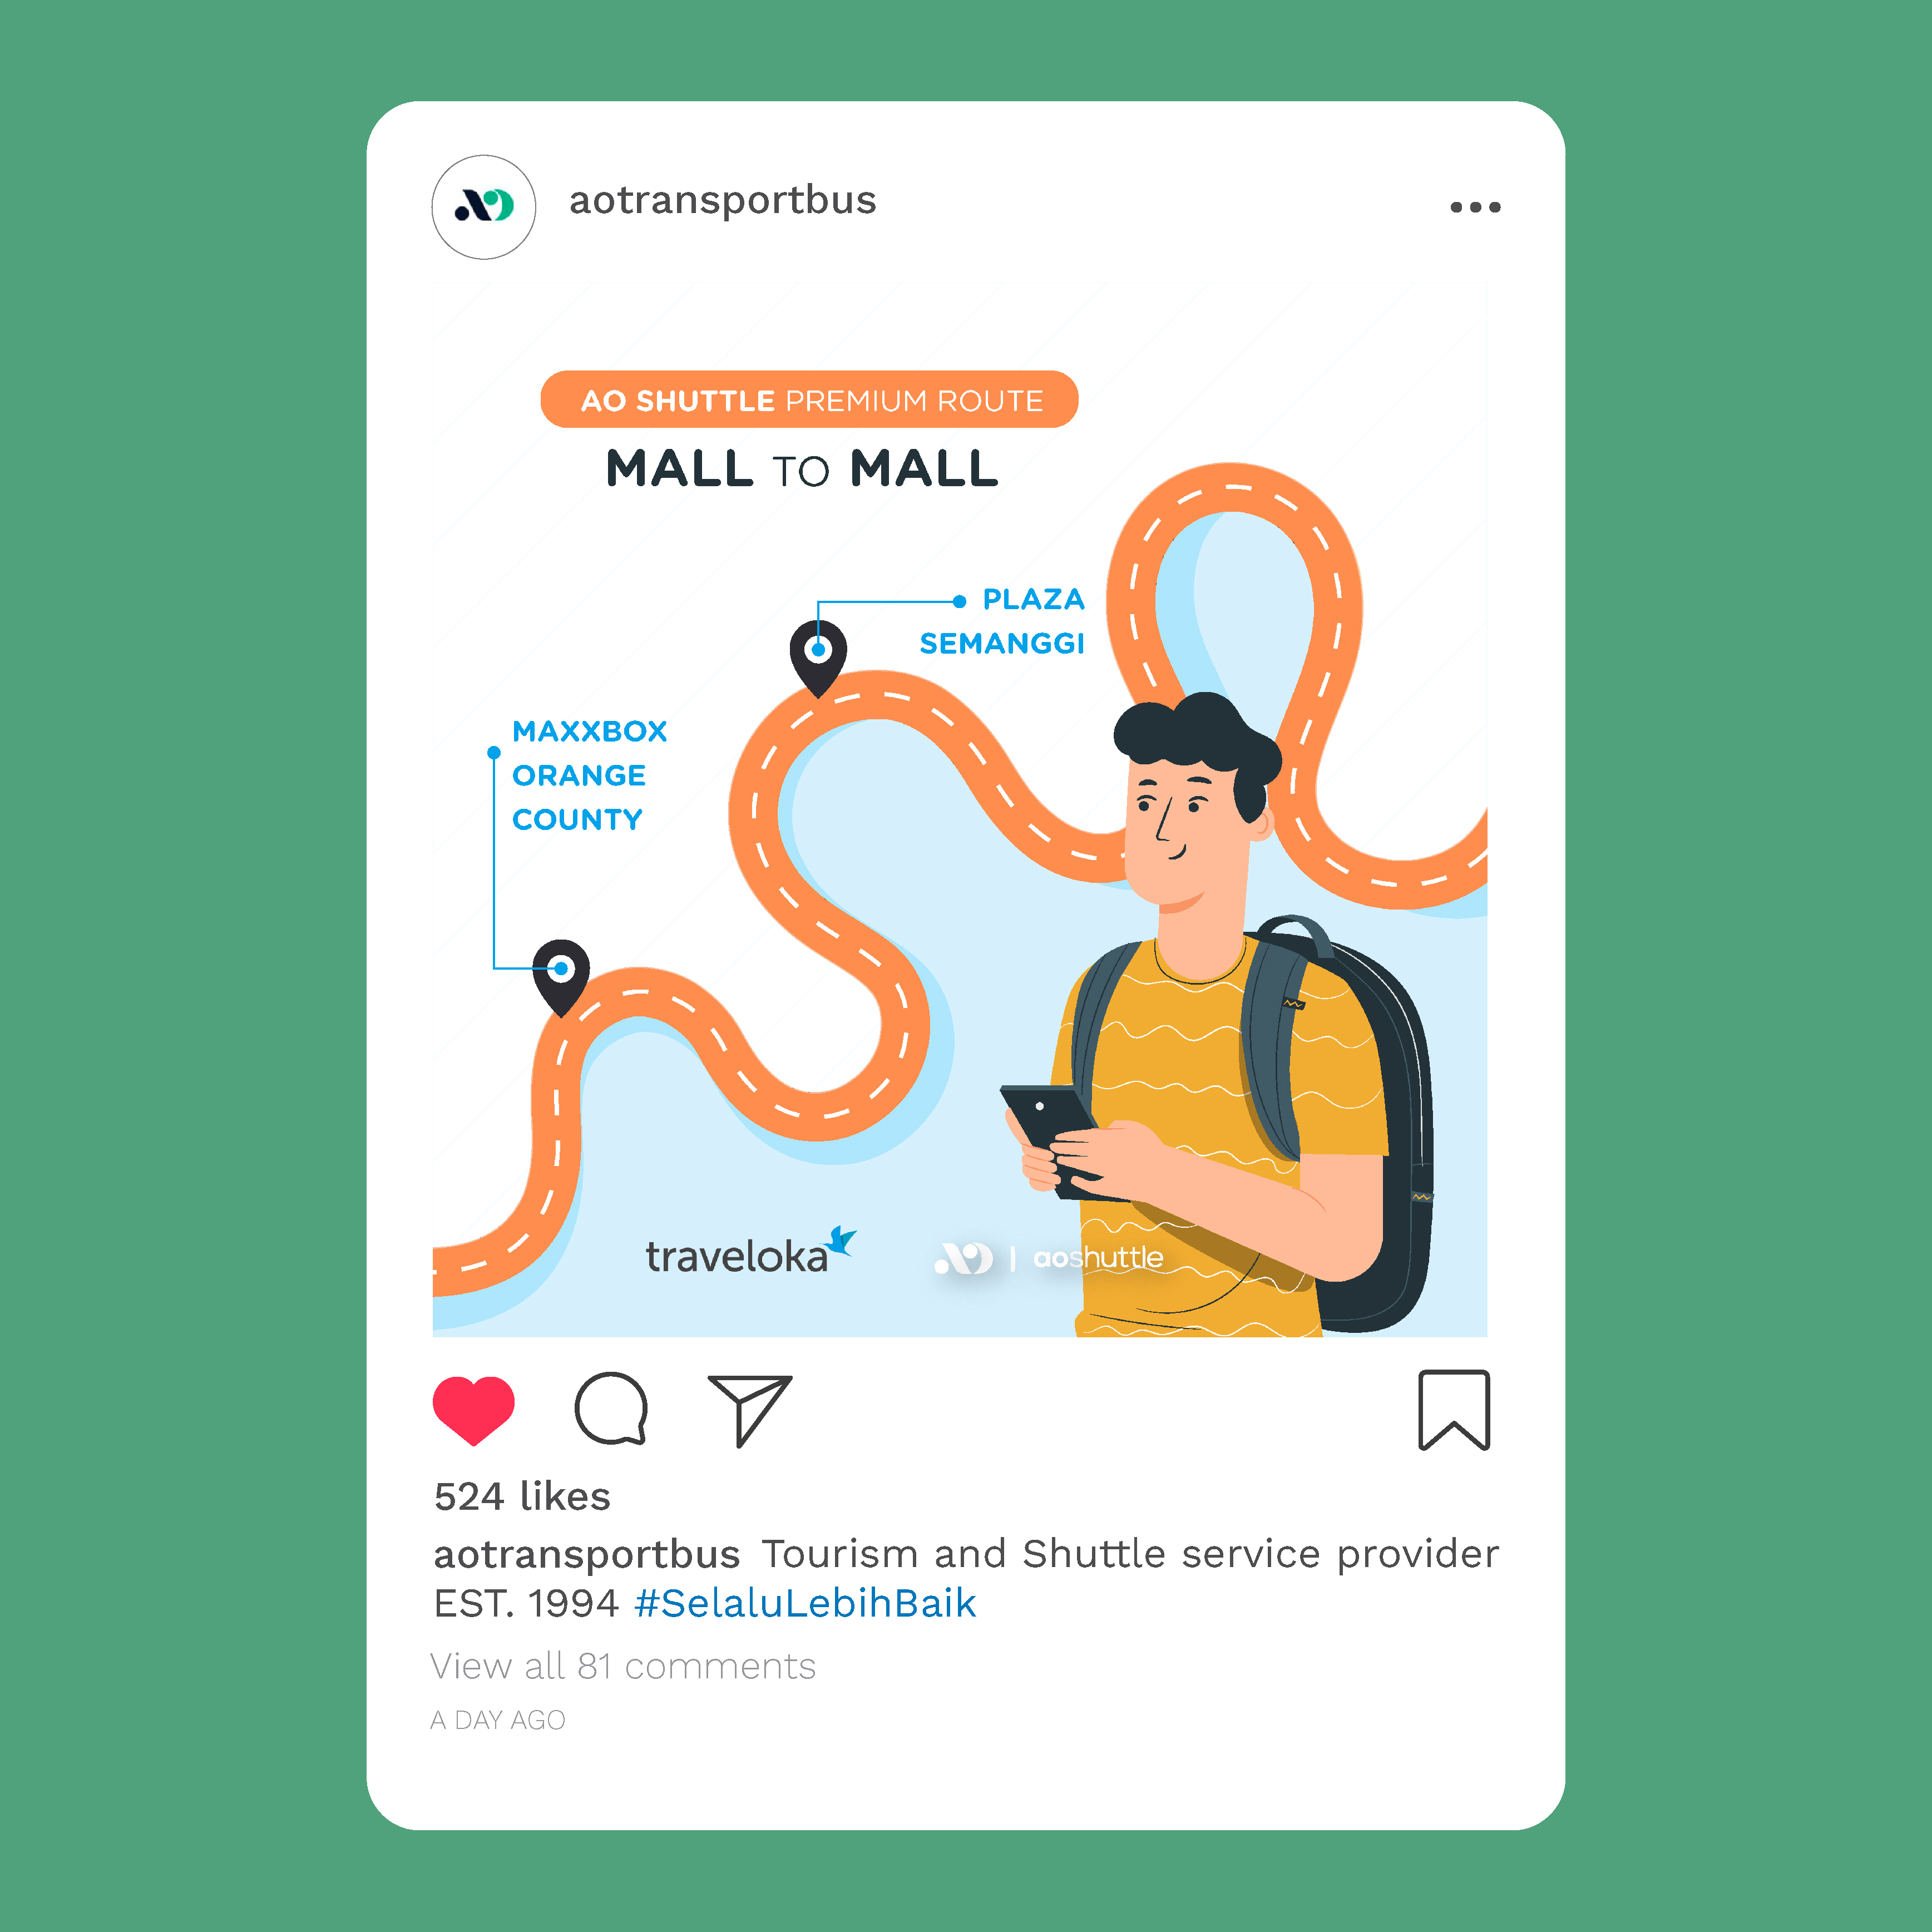 aotransportbus
AO SHUTTLE PREMIUM ROUTE
MALL TO MALL
PLAZA
SEMANGGI
MAXXBOX
ORANGE
COUNTY
traveloka
AO | aoshuttle
524 likes
aotransportbus Tourism and Shuttle service provider
EST. 1994 #SelaluLebihBaik
View all 81 comments
A DAY AGO